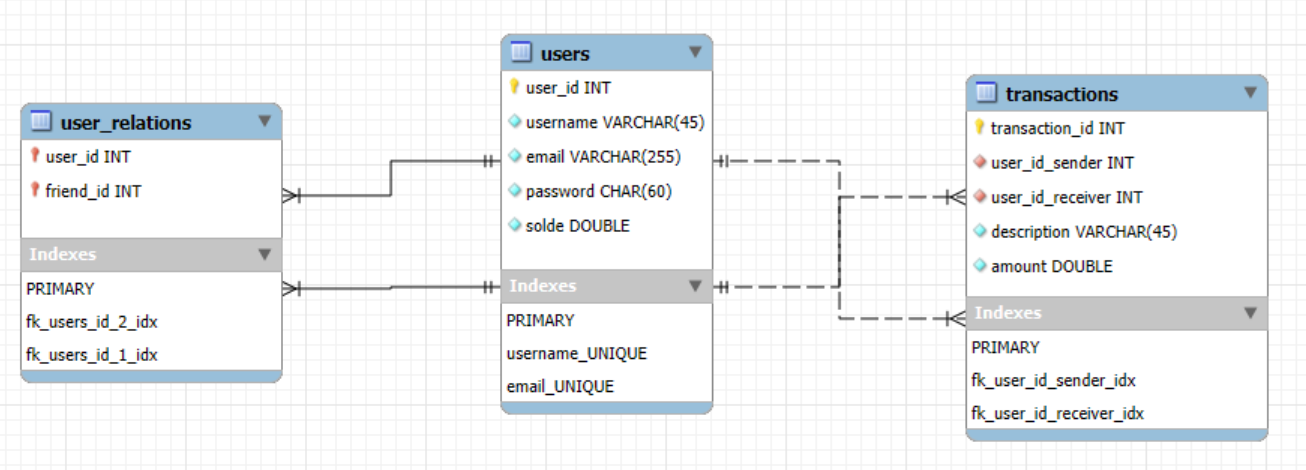 user_relations
user_id INT
friend_id INT
Indexes
PRIMARY
fk_users_id_2_idx
fk_users_id_1_idx
users
user_id INT
username VARCHAR(45)
email VARCHAR(255)
password CHAR(60)
solde DOUBLE
Indexes
PRIMARY
username_UNIQUE
email_UNIQUE
transactions
transaction_id INT
user_id_sender INT
user_id_receiver INT
description VARCHAR(45)
amount DOUBLE
Indexes
PRIMARY
fk_user_id_sender_idx
fk_user_id_receiver_idx